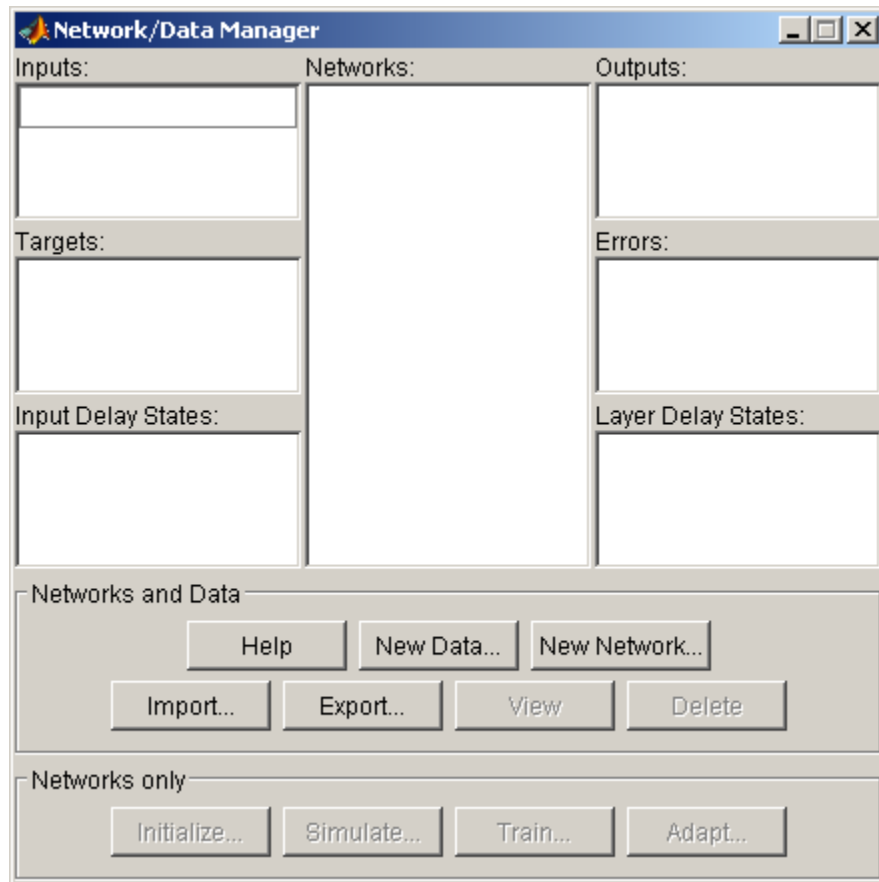 Network/Data Manager
Inputs:
Networks:
Outputs:
Targets:
Errors:
Input Delay States:
Layer Delay States:
Networks and Data
Help
New Data...
New Network...
Import...
Export...
View
Delete
Networks only
Initialize...
Simulate...
Train...
Adapt...